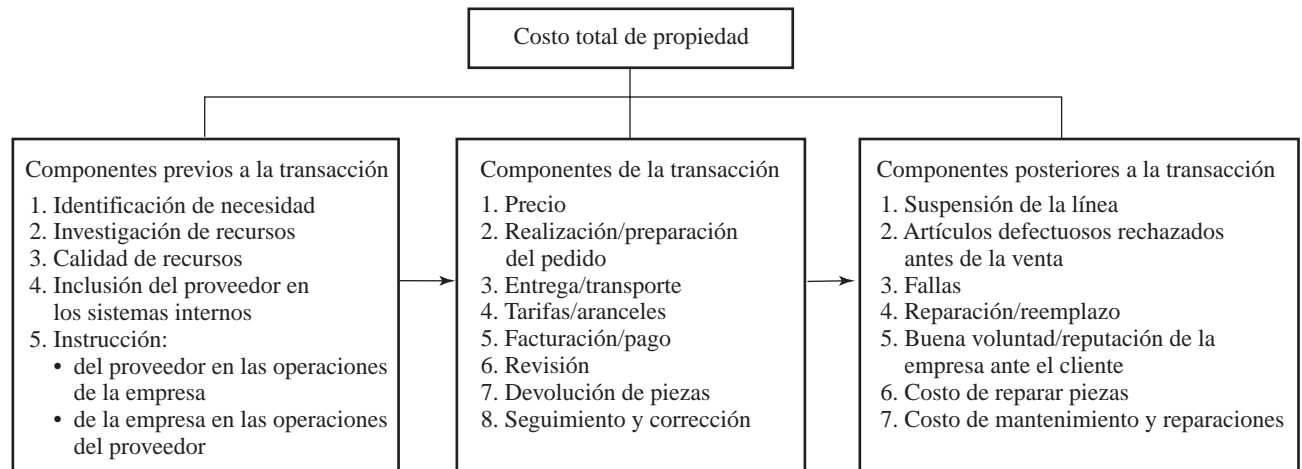 Costo total de propiedad
Componentes previos a la transacción
1. Identificación de necesidad
2. Investigación de recursos
3. Calidad de recursos
4. Inclusión del proveedor en
los sistemas internos
5. Instrucción:
• del proveedor en las operaciones
de la empresa
• de la empresa en las operaciones
del proveedor
Componentes de la transacción
1. Precio
2. Realización/preparación
del pedido
3. Entrega/transporte
4. Tarifas/aranceles
5. Facturación/pago
6. Revisión
7. Devolución de piezas
8. Seguimiento y corrección
Componentes posteriores a la transacción
1. Suspensión de la línea
2. Artículos defectuosos rechazados
antes de la venta
3. Fallas
4. Reparación/reemplazo
5. Buena voluntad/reputación de la
empresa ante el cliente
6. Costo de reparar piezas
7. Costo de mantenimiento y reparaciones